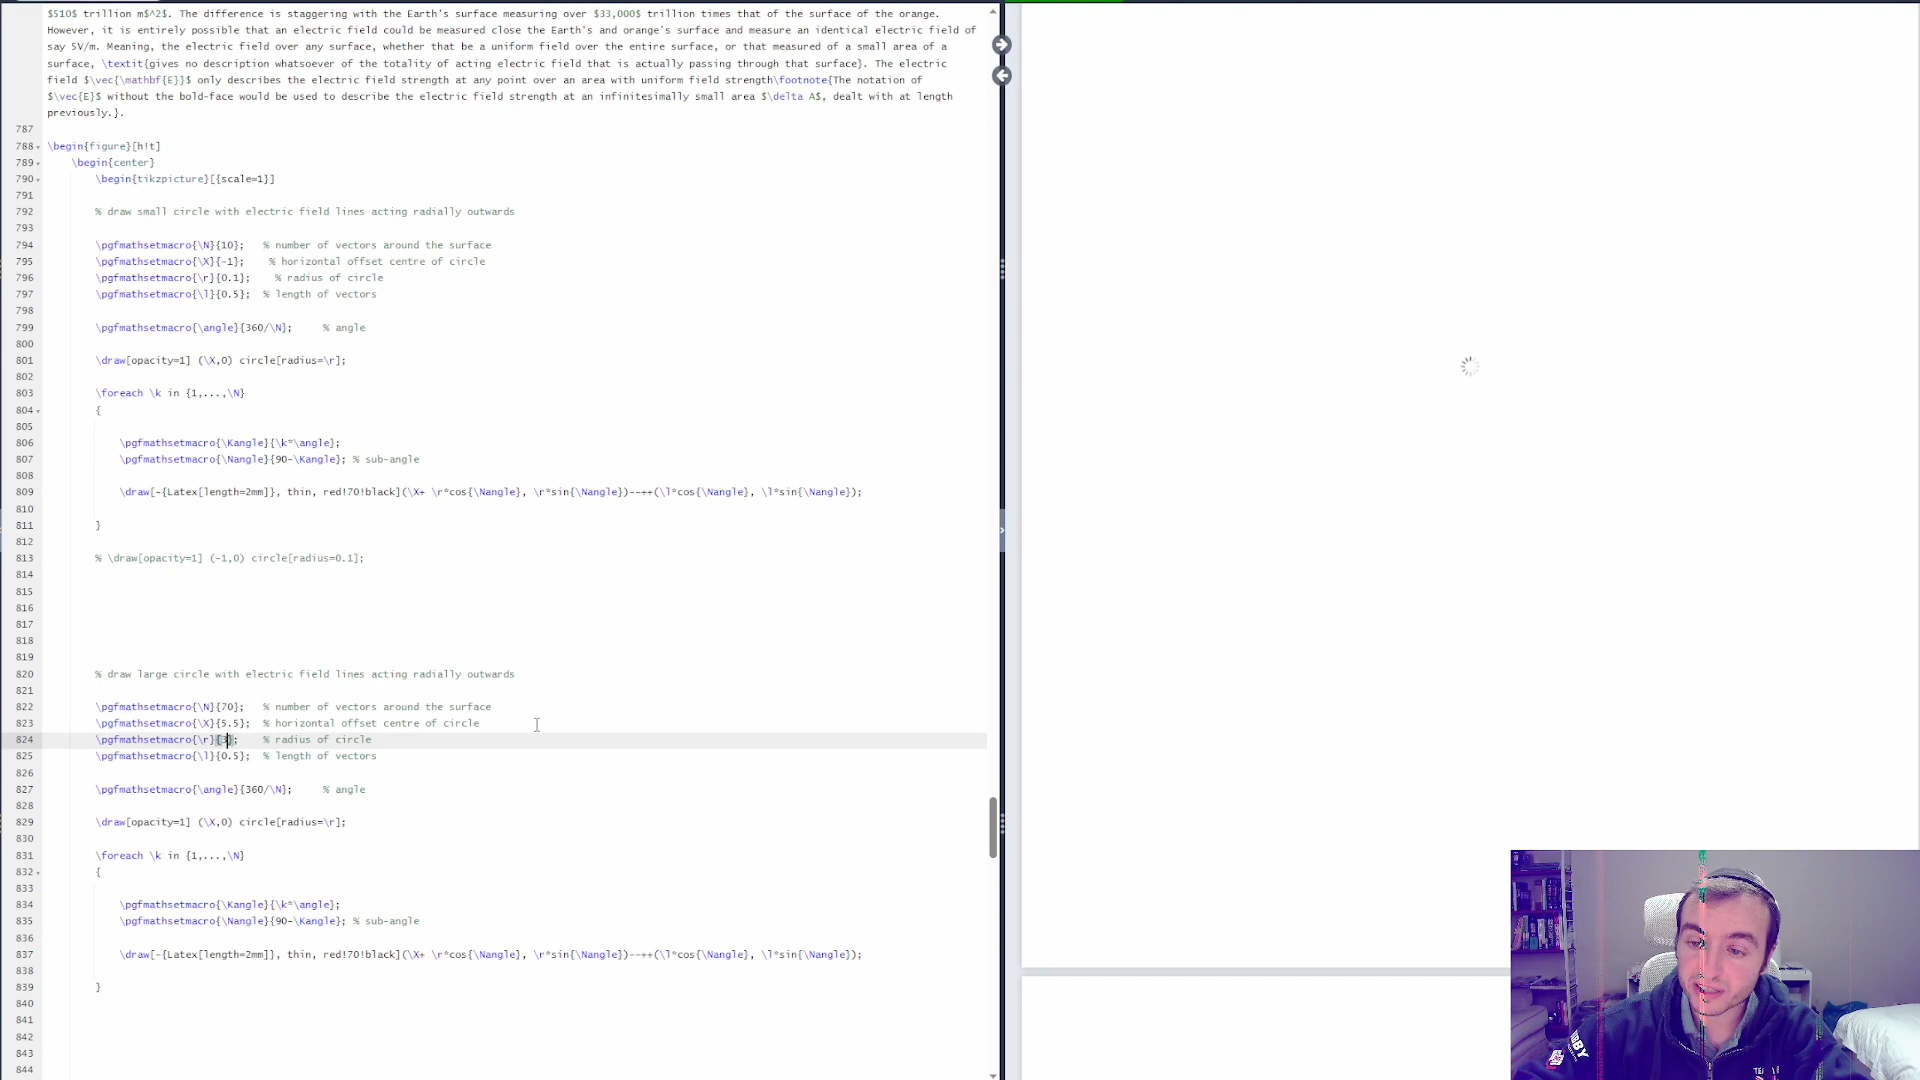 $510$ trillion m$^2$. The difference is staggering with the Earth's surface measuring over $33,000$ trillion times that of the surface of the orange.
However, it is entirely possible that an electric field could be measured close the Earth's and orange's surface and measure an identical electric field of
say 5V/m. Meaning, the electric field over any surface, whether that be a uniform field over the entire surface, or that measured of a small area of a
surface, \textit{gives no description whatsoever of the totality of acting electric field that is actually passing through that surface}. The electric
field $\vec{\mathbf{E}}$ only describes the electric field strength at any point over an area with uniform field strength\footnote{The notation of
$\vec{E}$ without the bold-face would be used to describe the electric field strength at an infinitesimally small area $\delta A$, dealt with at length
previously.}.
787
788 \begin{figure}[h!t]
789 \begin{center}
790 \begin{tikzpicture}[{scale=1}]
791
792 % draw small circle with electric field lines acting radially outwards
793
794 \pgfmathsetmacro{\N}{10}; % number of vectors around the surface
795 \pgfmathsetmacro{\X}{-1}; % horizontal offset centre of circle
796 \pgfmathsetmacro{\r}{0.1}; % radius of circle
797 \pgfmathsetmacro{\l}{0.5}; % length of vectors
798
799 \pgfmathsetmacro{\angle}{360/\N}; % angle
800
801 \draw[opacity=1] (\X,0) circle[radius=\r];
802
803 \foreach \k in {1,...,\N}
804 {
805
806 \pgfmathsetmacro{\Kangle}{\k*\angle};
807 \pgfmathsetmacro{\Nangle}{90-\Kangle}; % sub-angle
808
809 \draw[-{Latex[length=2mm]}, thin, red!70!black](\X+ \r*cos{\Nangle}, \r*sin{\Nangle})--++(\l*cos{\Nangle}, \l*sin{\Nangle});
810
811 }
812
813 % \draw[opacity=1] (-1,0) circle[radius=0.1];
814
815
816
817
818
819
820 % draw large circle with electric field lines acting radially outwards
821
822 \pgfmathsetmacro{\N}{70}; % number of vectors around the surface
823 \pgfmathsetmacro{\X}{5.5}; % horizontal offset centre of circle
824 \pgfmathsetmacro{\r}{3}; % radius of circle
825 \pgfmathsetmacro{\l}{0.5}; % length of vectors
826
827 \pgfmathsetmacro{\angle}{360/\N}; % angle
828
829 \draw[opacity=1] (\X,0) circle[radius=\r];
830
831 \foreach \k in {1,...,\N}
832 {
833
834 \pgfmathsetmacro{\Kangle}{\k*\angle};
835 \pgfmathsetmacro{\Nangle}{90-\Kangle}; % sub-angle
836
837 \draw[-{Latex[length=2mm]}, thin, red!70!black](\X+ \r*cos{\Nangle}, \r*sin{\Nangle})--++(\l*cos{\Nangle}, \l*sin{\Nangle});
838
839 }
840
841
842
843
844